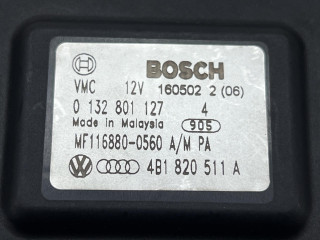 BOSCH
VMC 12V 160502 2 (06)
0 132 801 127 4
Made in Malaysia 905
MF116880-0560 A/M PA
4B1 820 511 A